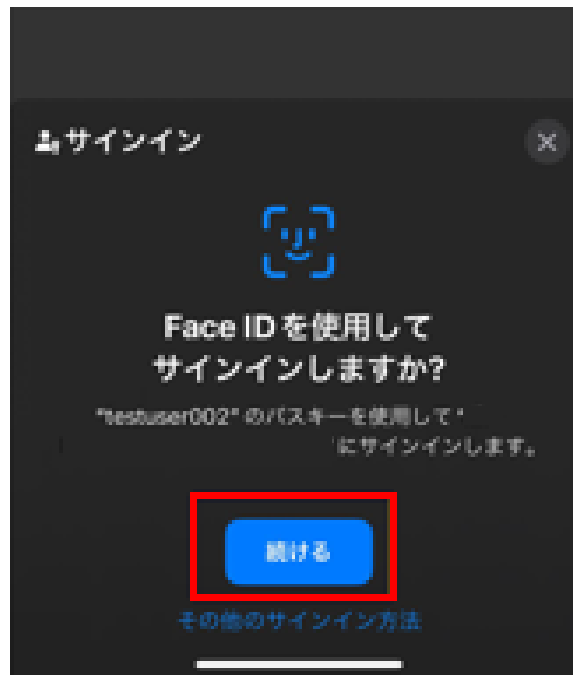 サインイン
Face IDを使用して
サインインしますか?
"testuser002"のパスキーを使用して"
にサインインします。
続ける
その他のサインイン方法